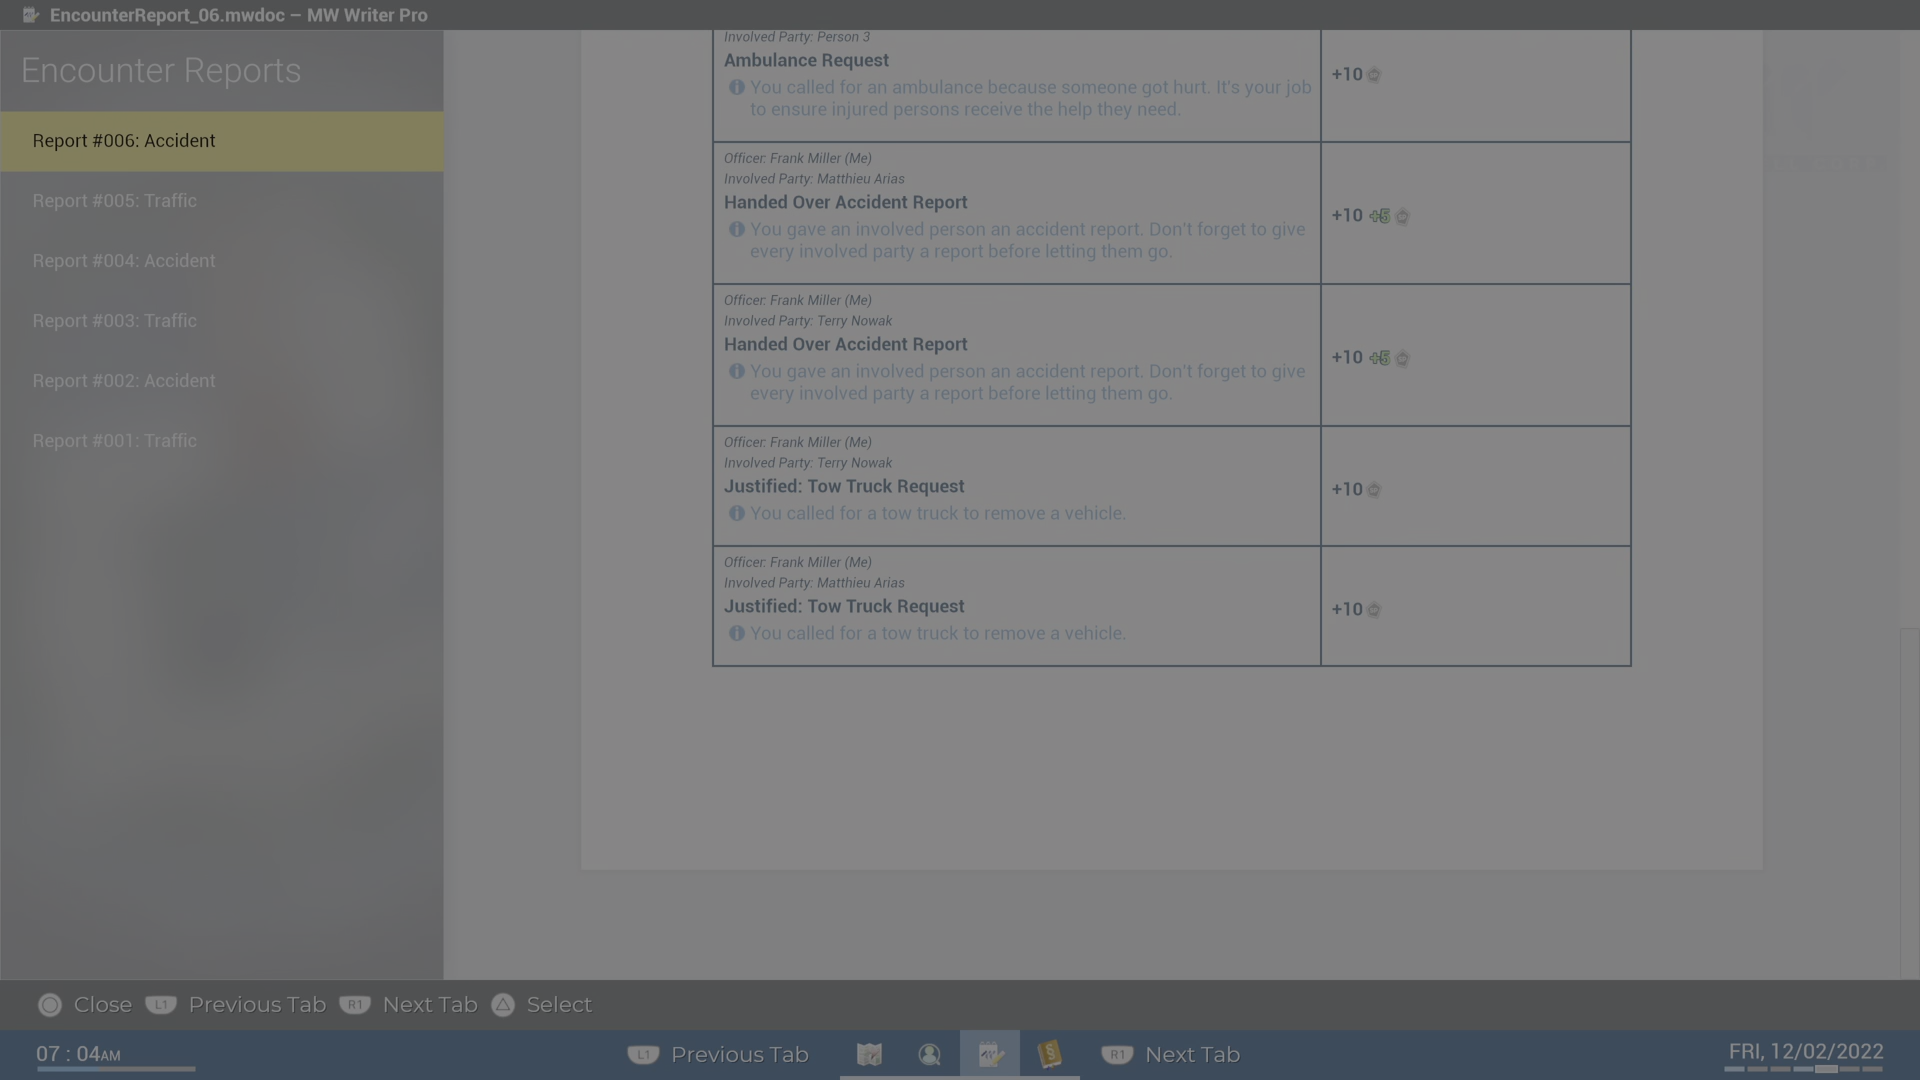 EncounterReport_06.mwdoc – MW Writer Pro
Encounter Reports
Report #006: Accident
Report #005: Traffic
Report #004: Accident
Report #003: Traffic
Report #002: Accident
Report #001: Traffic
Involved Party: Person 3
Ambulance Request
You called for an ambulance because someone got hurt. It's your job
to ensure injured persons receive the help they need.
+10
Officer: Frank Miller (Me)
Involved Party: Matthieu Arias
Handed Over Accident Report
You gave an involved person an accident report. Don't forget to give
every involved party a report before letting them go.
+10 +5
Officer: Frank Miller (Me)
Involved Party: Terry Nowak
Handed Over Accident Report
You gave an involved person an accident report. Don't forget to give
every involved party a report before letting them go.
+10 +5
Officer: Frank Miller (Me)
Involved Party: Terry Nowak
Justified: Tow Truck Request
You called for a tow truck to remove a vehicle.
+10
Officer: Frank Miller (Me)
Involved Party: Matthieu Arias
Justified: Tow Truck Request
You called for a tow truck to remove a vehicle.
+10
Close L1 Previous Tab R1 Next Tab Select
07 : 04AM
L1 Previous Tab
R1 Next Tab
FRI, 12/02/2022